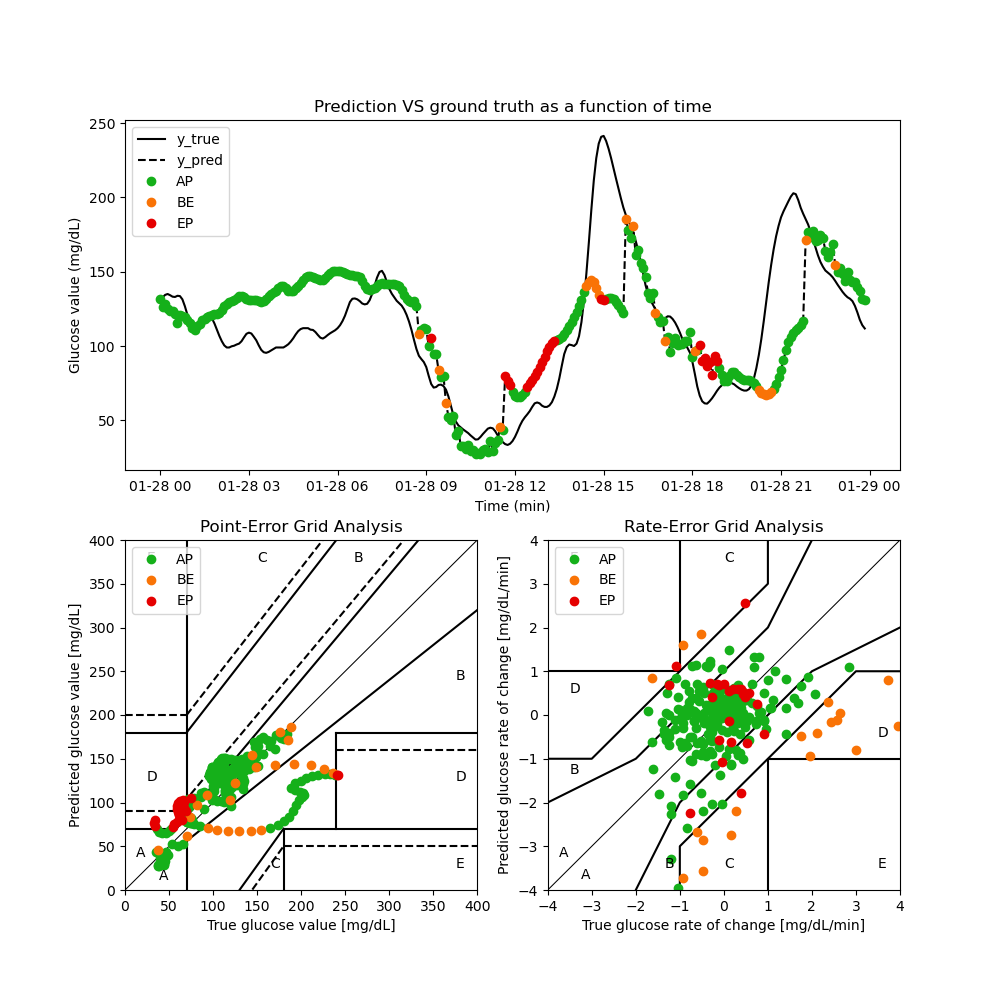 Prediction VS ground truth as a function of time
Glucose value (mg/dL)
250
200
150
100
50
y_true
y_pred
AP
BE
EP
01-28 00 01-28 03 01-28 06 01-28 09 01-28 12 01-28 15 01-28 18 01-28 21 01-29 00
Time (min)
Point-Error Grid Analysis
Predicted glucose value [mg/dL]
400
350
300
250
200
150
100
50
0
AP
BE
EP
C
B
B
D
D
A
A
C
E
0 50 100 150 200 250 300 350 400
True glucose value [mg/dL]
Rate-Error Grid Analysis
Predicted glucose rate of change [mg/dL/min]
4
3
2
1
0
−1
−2
−3
−4
AP
BE
EP
C
D
D
B
A
A
B
C
E
−4 −3 −2 −1 0 1 2 3 4
True glucose rate of change [mg/dL/min]